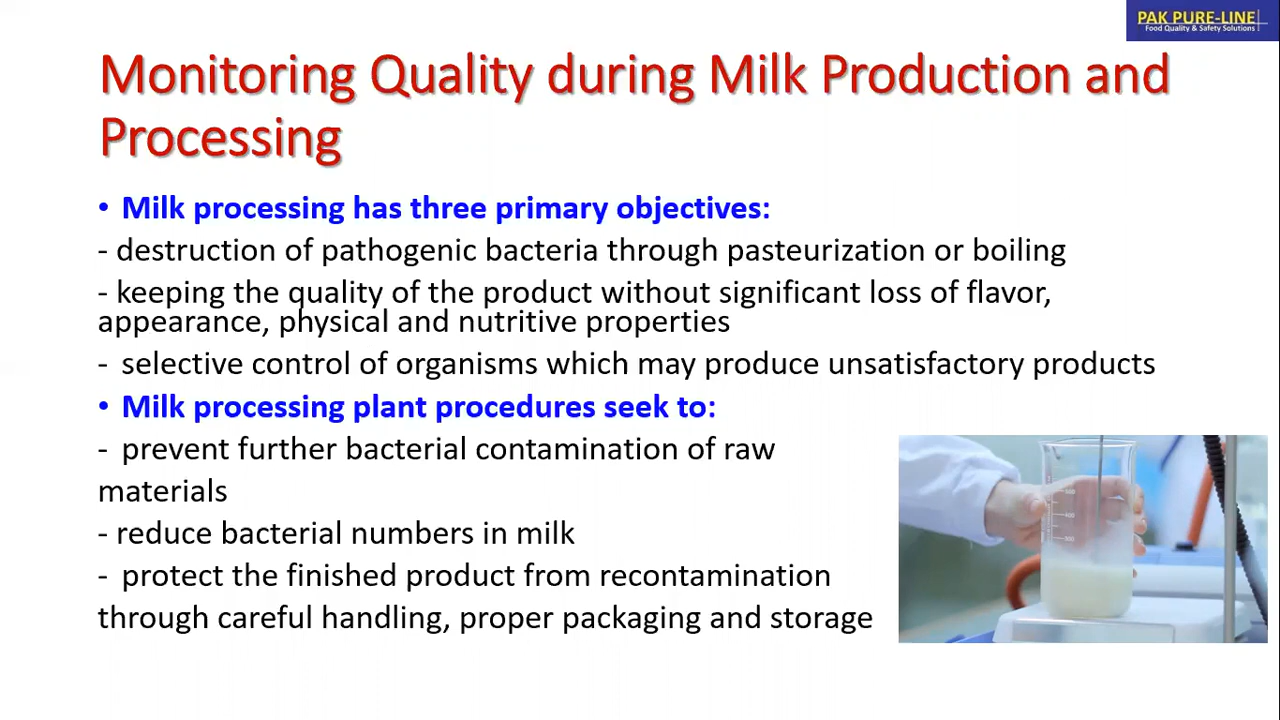 PAK PURE-LINE
Food Quality & Safety Solutions
Monitoring Quality during Milk Production and
Processing
• Milk processing has three primary objectives:
- destruction of pathogenic bacteria through pasteurization or boiling
- keeping the quality of the product without significant loss of flavor,
appearance, physical and nutritive properties
- selective control of organisms which may produce unsatisfactory products
• Milk processing plant procedures seek to:
- prevent further bacterial contamination of raw
materials
- reduce bacterial numbers in milk
- protect the finished product from recontamination
through careful handling, proper packaging and storage